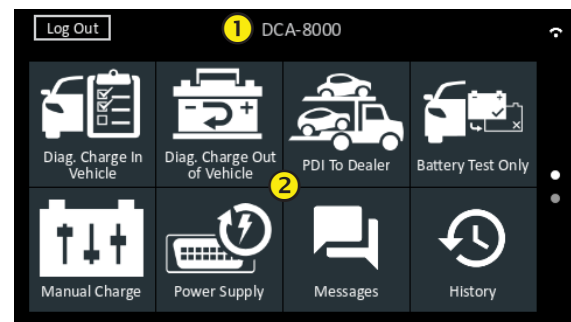 Log Out
1
DCA-8000
Diag. Charge In
Vehicle
Diag. Charge Out
of Vehicle
PDI To Dealer
Battery Test Only
2
Manual Charge
Power Supply
Messages
History